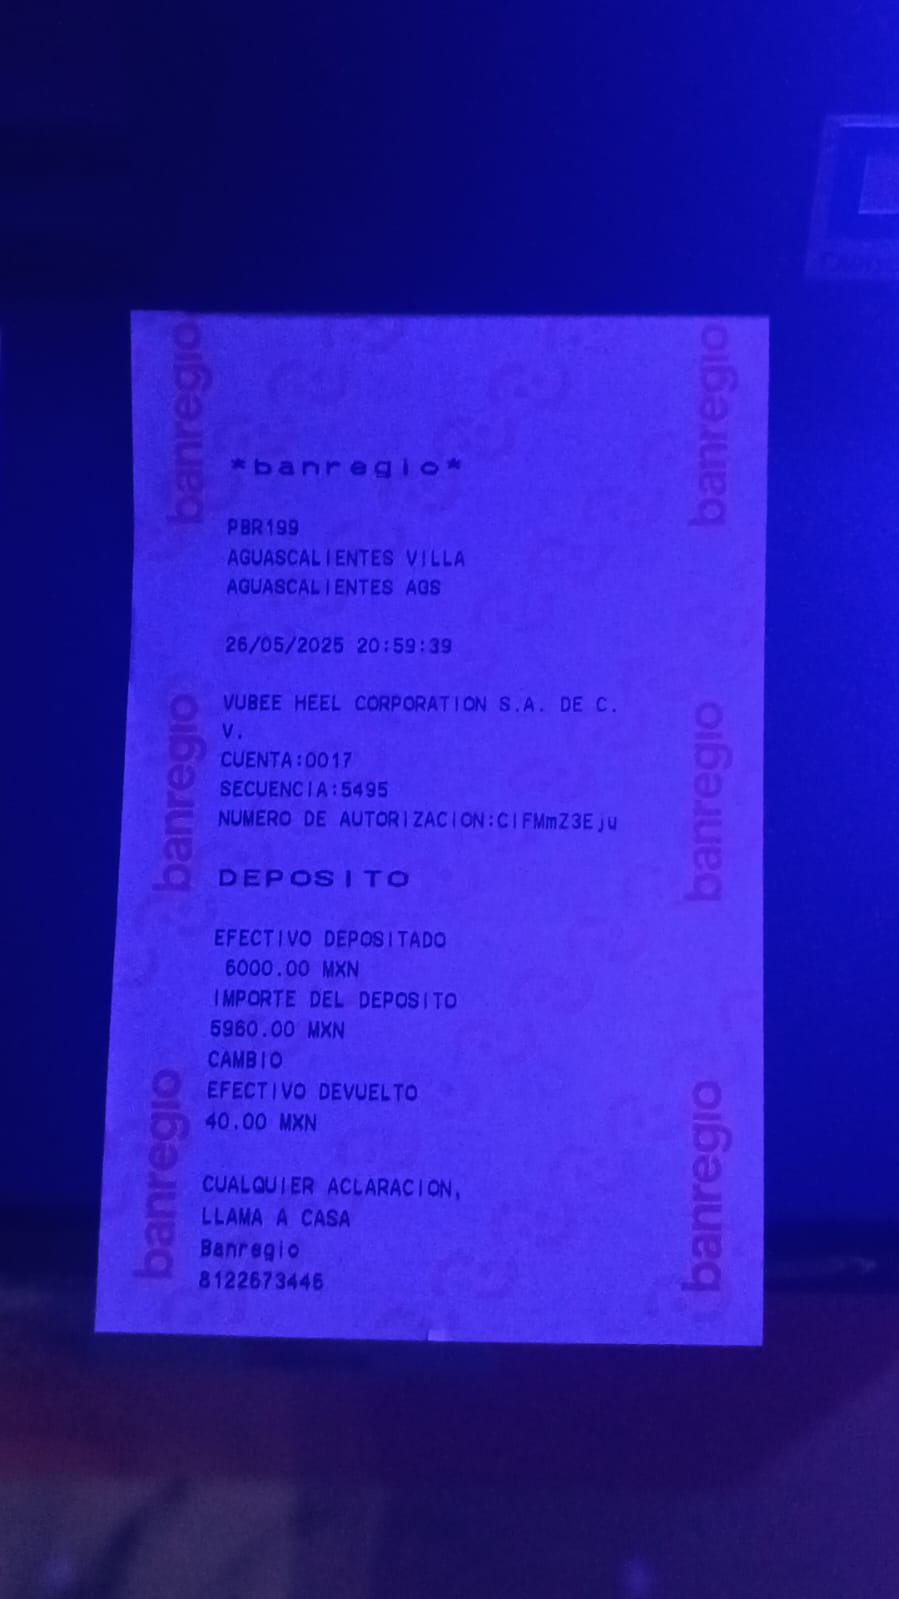 *banregio*
PBR199
AGUASCALIENTES VILLA
AGUASCALIENTES AGS
26/05/2025 20:59:39
VUBEE HEEL CORPORATION S.A. DE C.
V.
CUENTA:0017
SECUENCIA:5495
NUMERO DE AUTORIZACION:CIFMmZ3Eju
DEPOSITO
EFECTIVO DEPOSITADO
6000.00 MXN
IMPORTE DEL DEPOSITO
5960.00 MXN
CAMBIO
EFECTIVO DEVUELTO
40.00 MXN
CUALQUIER ACLARACION,
LLAMA A CASA
Banregio
8122673446
banregio
banregio
banregio
banregio
banregio
banregio